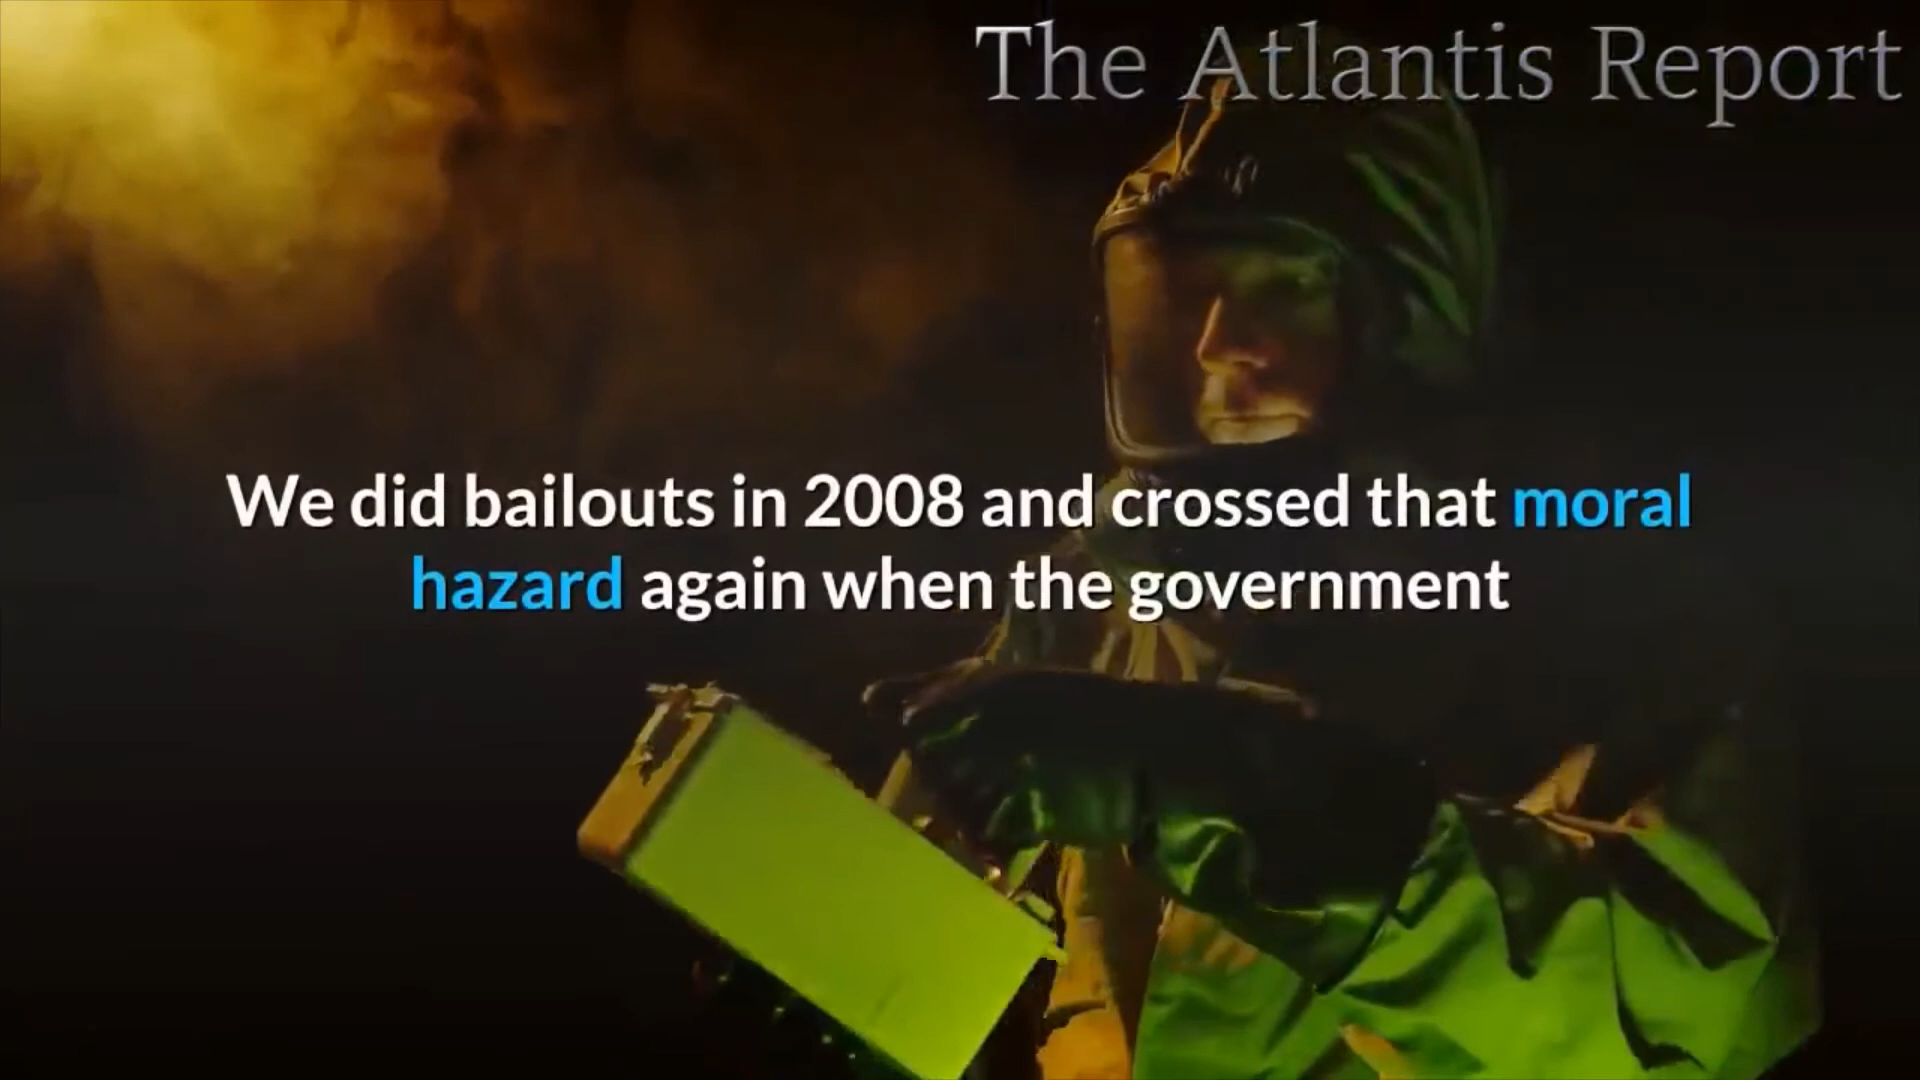 The Atlantis Report
We did bailouts in 2008 and crossed that moral
hazard again when the government